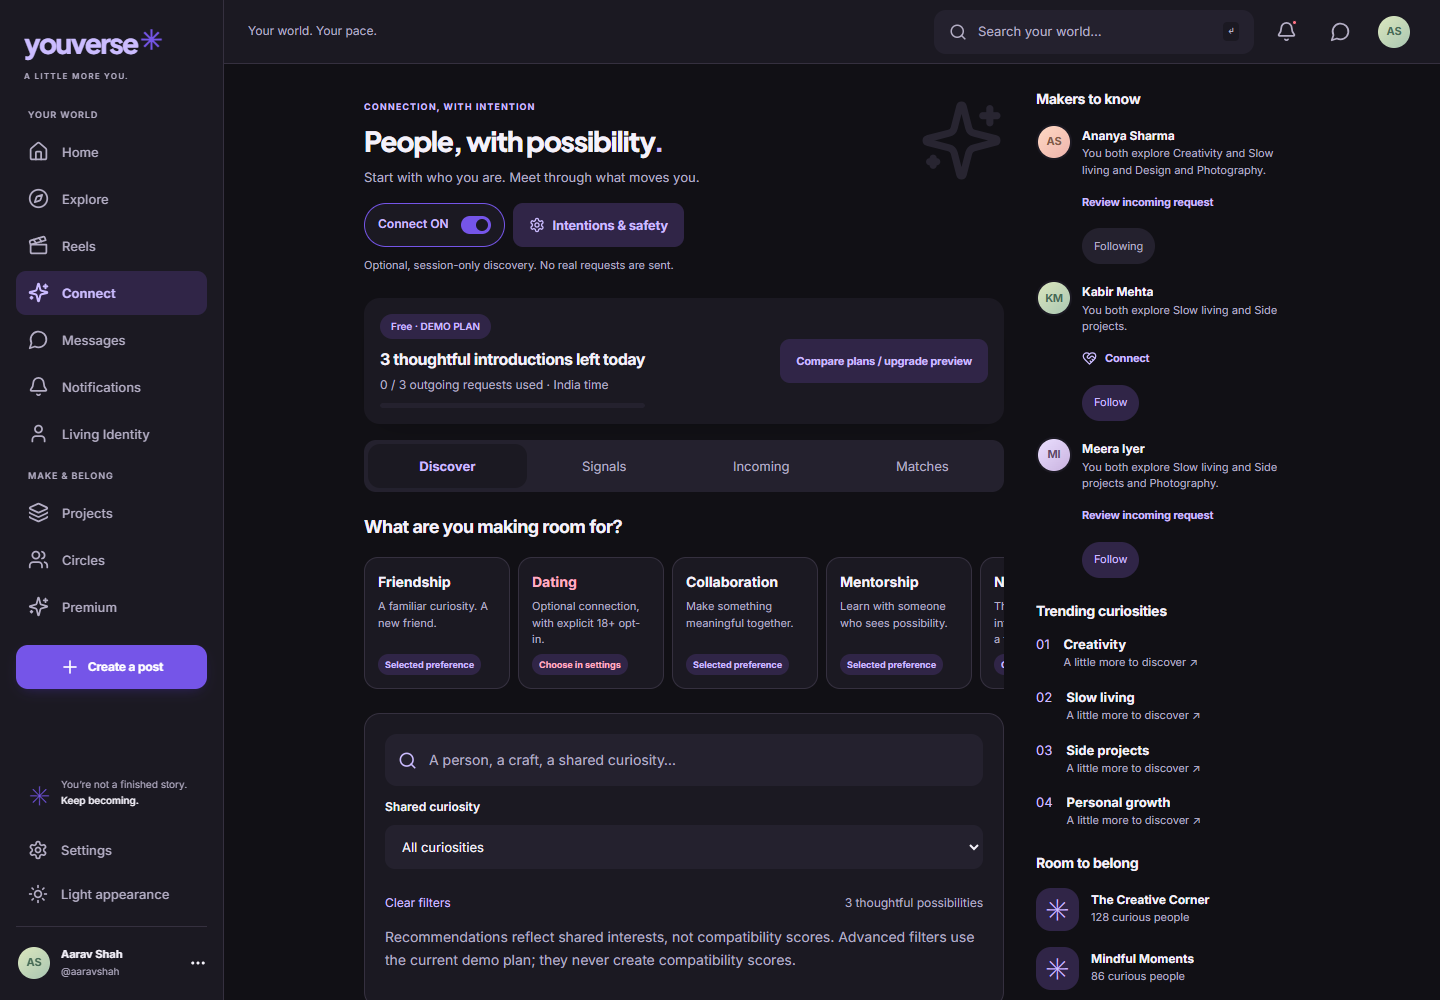 youverse
A LITTLE MORE YOU.
YOUR WORLD
Home
Explore
Reels
Connect
Messages
Notifications
Living Identity
MAKE & BELONG
Projects
Circles
Premium
Create a post
You're not a finished story.
Keep becoming.
Settings
Light appearance
AS
Aarav Shah
@aaravshah
Your world. Your pace.
Search your world...
AS
CONNECTION, WITH INTENTION
People, with possibility.
Start with who you are. Meet through what moves you.
Connect ON
Intentions & safety
Optional, session-only discovery. No real requests are sent.
Free · DEMO PLAN
3 thoughtful introductions left today
0 / 3 outgoing requests used · India time
Compare plans / upgrade preview
Discover
Signals
Incoming
Matches
What are you making room for?
Friendship
A familiar curiosity. A
new friend.
Selected preference
Dating
Optional connection,
with explicit 18+ opt-
in.
Choose in settings
Collaboration
Make something
meaningful together.
Selected preference
Mentorship
Learn with someone
who sees possibility.
Selected preference
A person, a craft, a shared curiosity...
Shared curiosity
All curiosities
Clear filters
3 thoughtful possibilities
Recommendations reflect shared interests, not compatibility scores. Advanced filters use
the current demo plan; they never create compatibility scores.
Makers to know
AS
Ananya Sharma
You both explore Creativity and Slow
living and Design and Photography.
Review incoming request
Following
KM
Kabir Mehta
You both explore Slow living and Side
projects.
Connect
Follow
MI
Meera Iyer
You both explore Slow living and Side
projects and Photography.
Review incoming request
Follow
Trending curiosities
01 Creativity
A little more to discover ↗
02 Slow living
A little more to discover ↗
03 Side projects
A little more to discover ↗
04 Personal growth
A little more to discover ↗
Room to belong
The Creative Corner
128 curious people
Mindful Moments
86 curious people